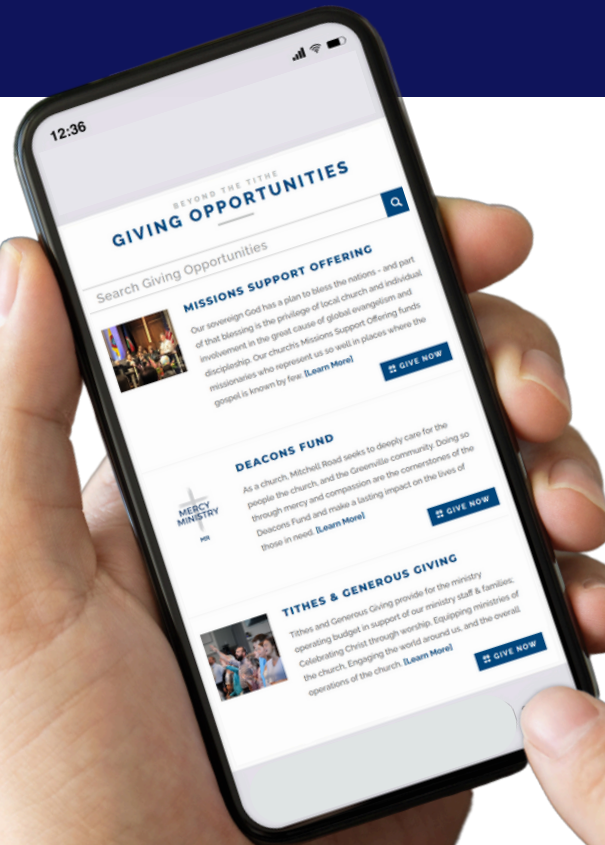 12:36
BEYOND THE TITHE
GIVING OPPORTUNITIES
Search Giving Opportunities
MISSIONS SUPPORT OFFERING
Our sovereign God has a plan to bless the nations - and part
of that blessing is the privilege of local church and individual
involvement in the great cause of global evangelism and
discipleship. Our church's Missions Support Offering funds
missionaries who represent us so well in places where the
gospel is known by few. [Learn More]
GIVE NOW
MERCY
MINISTRY
MR
DEACONS FUND
As a church, Mitchell Road seeks to deeply care for the
people the church, and the Greenville community. Doing so
through mercy and compassion are the cornerstones of the
Deacons Fund and make a lasting impact on the lives of
those in need. [Learn More]
GIVE NOW
TITHES & GENEROUS GIVING
Tithes and Generous Giving provide for the ministry
operating budget in support of our ministry staff & families;
Celebrating Christ through worship, Equipping ministries of
the church, Engaging the world around us, and the overall
operations of the church. [Learn More]
GIVE NOW